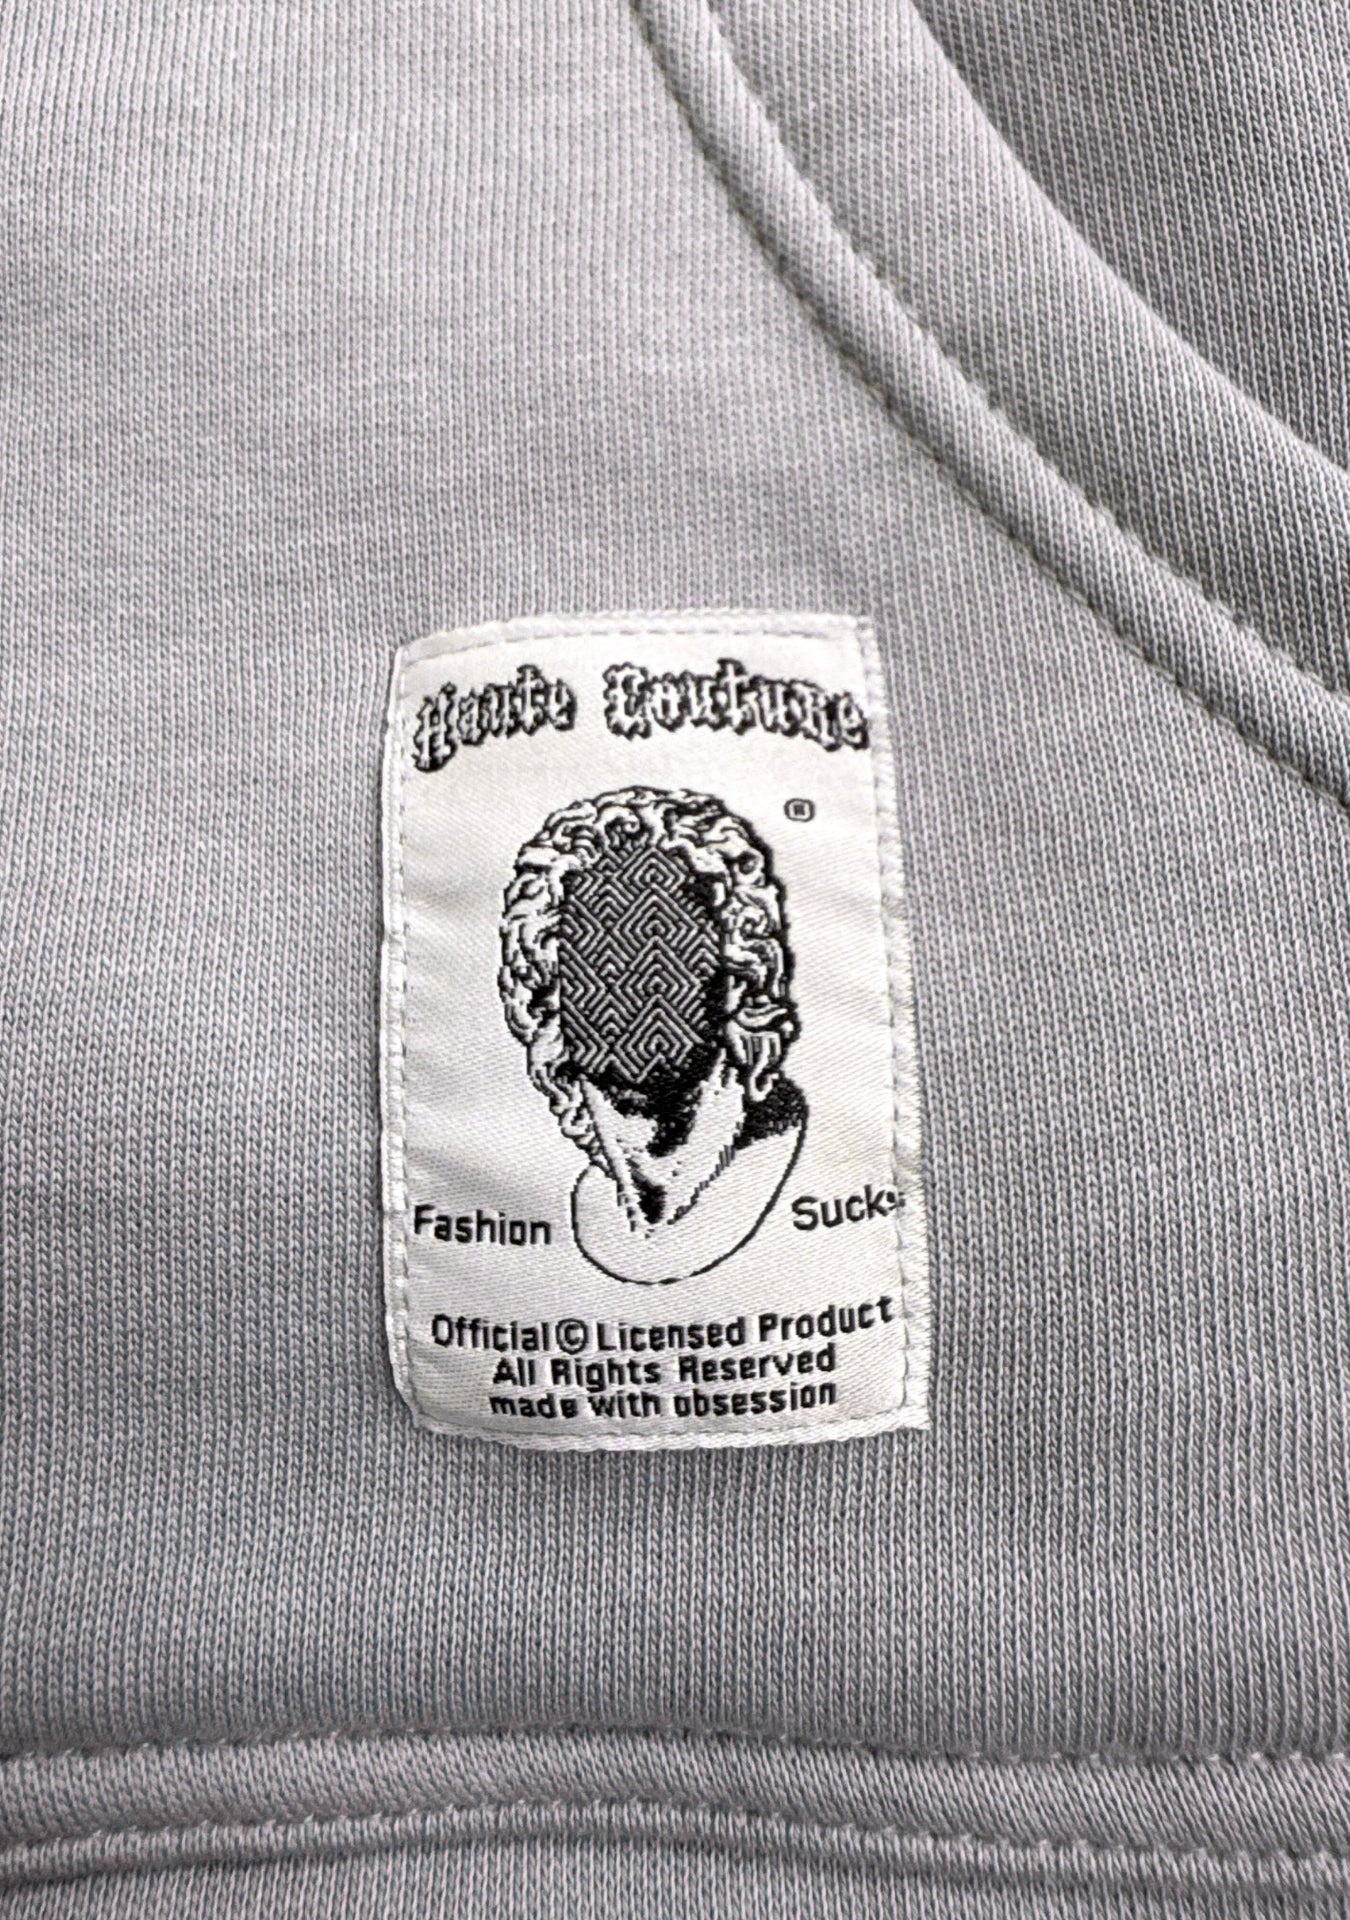 Haute Couture
®
Fashion Sucks
Official © Licensed Product
All Rights Reserved
made with obsession